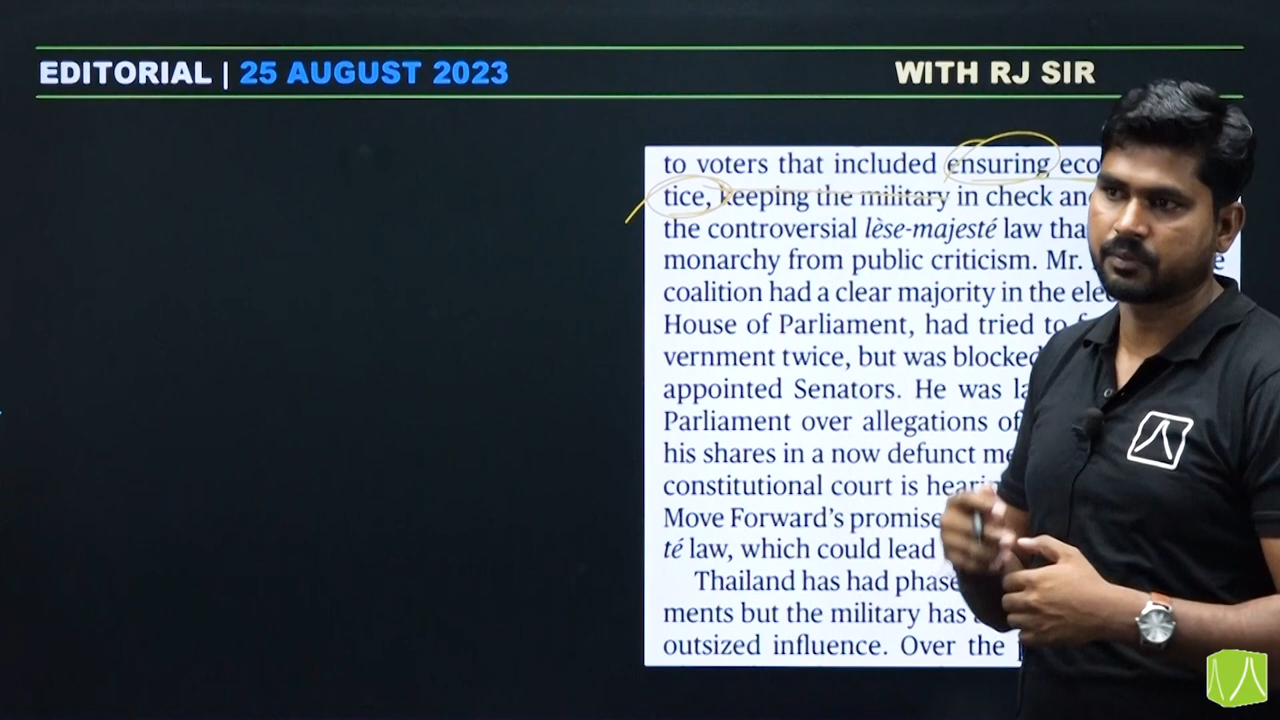 EDITORIAL | 25 AUGUST 2023
WITH RJ SIR
to voters that included ensuring eco
tice, keeping the military in check an
the controversial lèse-majesté law tha
monarchy from public criticism. Mr.
coalition had a clear majority in the ele
House of Parliament, had tried to f
vernment twice, but was blocked
appointed Senators. He was la
Parliament over allegations of
his shares in a now defunct me
constitutional court is hearin
Move Forward's promise
té law, which could lead
Thailand has had phase
ments but the military has a
outsized influence. Over the p